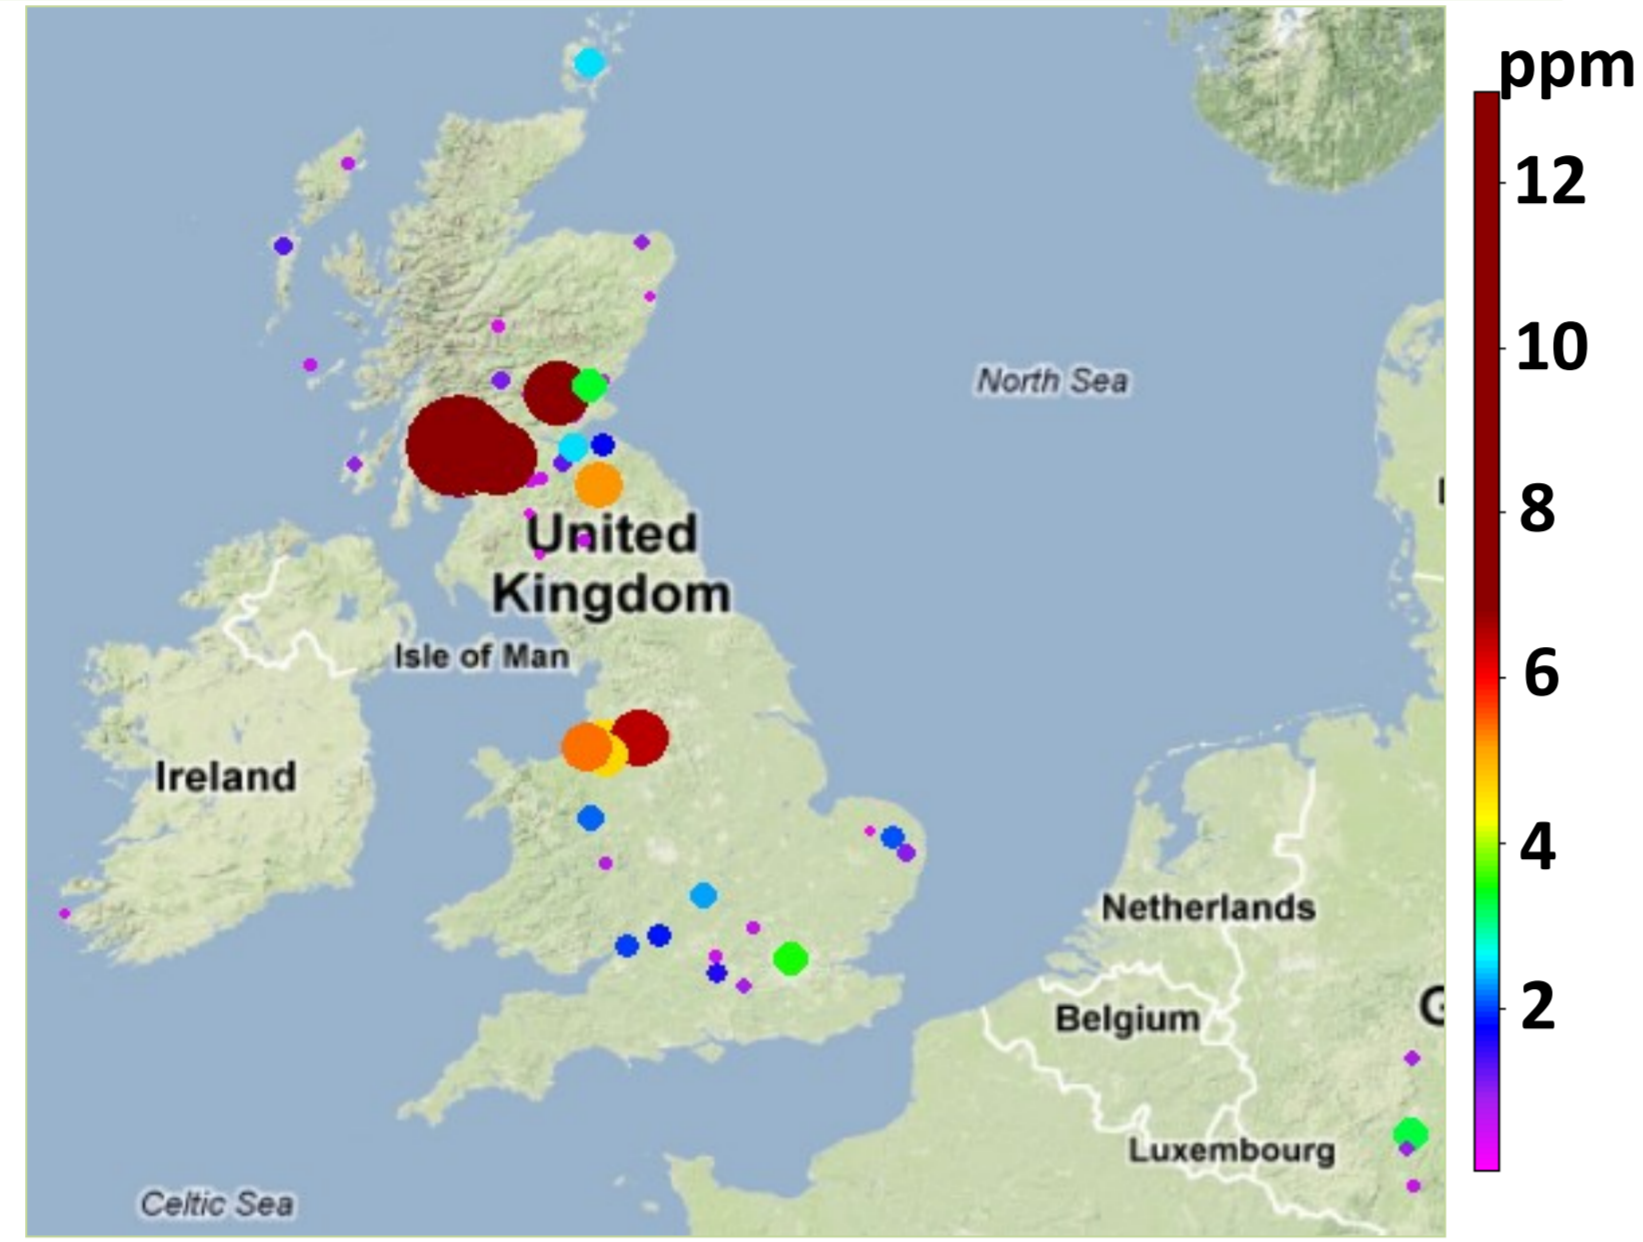 ppm
12
10
North Sea
8
United
Kingdom
Isle of Man
6
Ireland
4
Netherlands
Belgium
2
Luxembourg
Celtic Sea